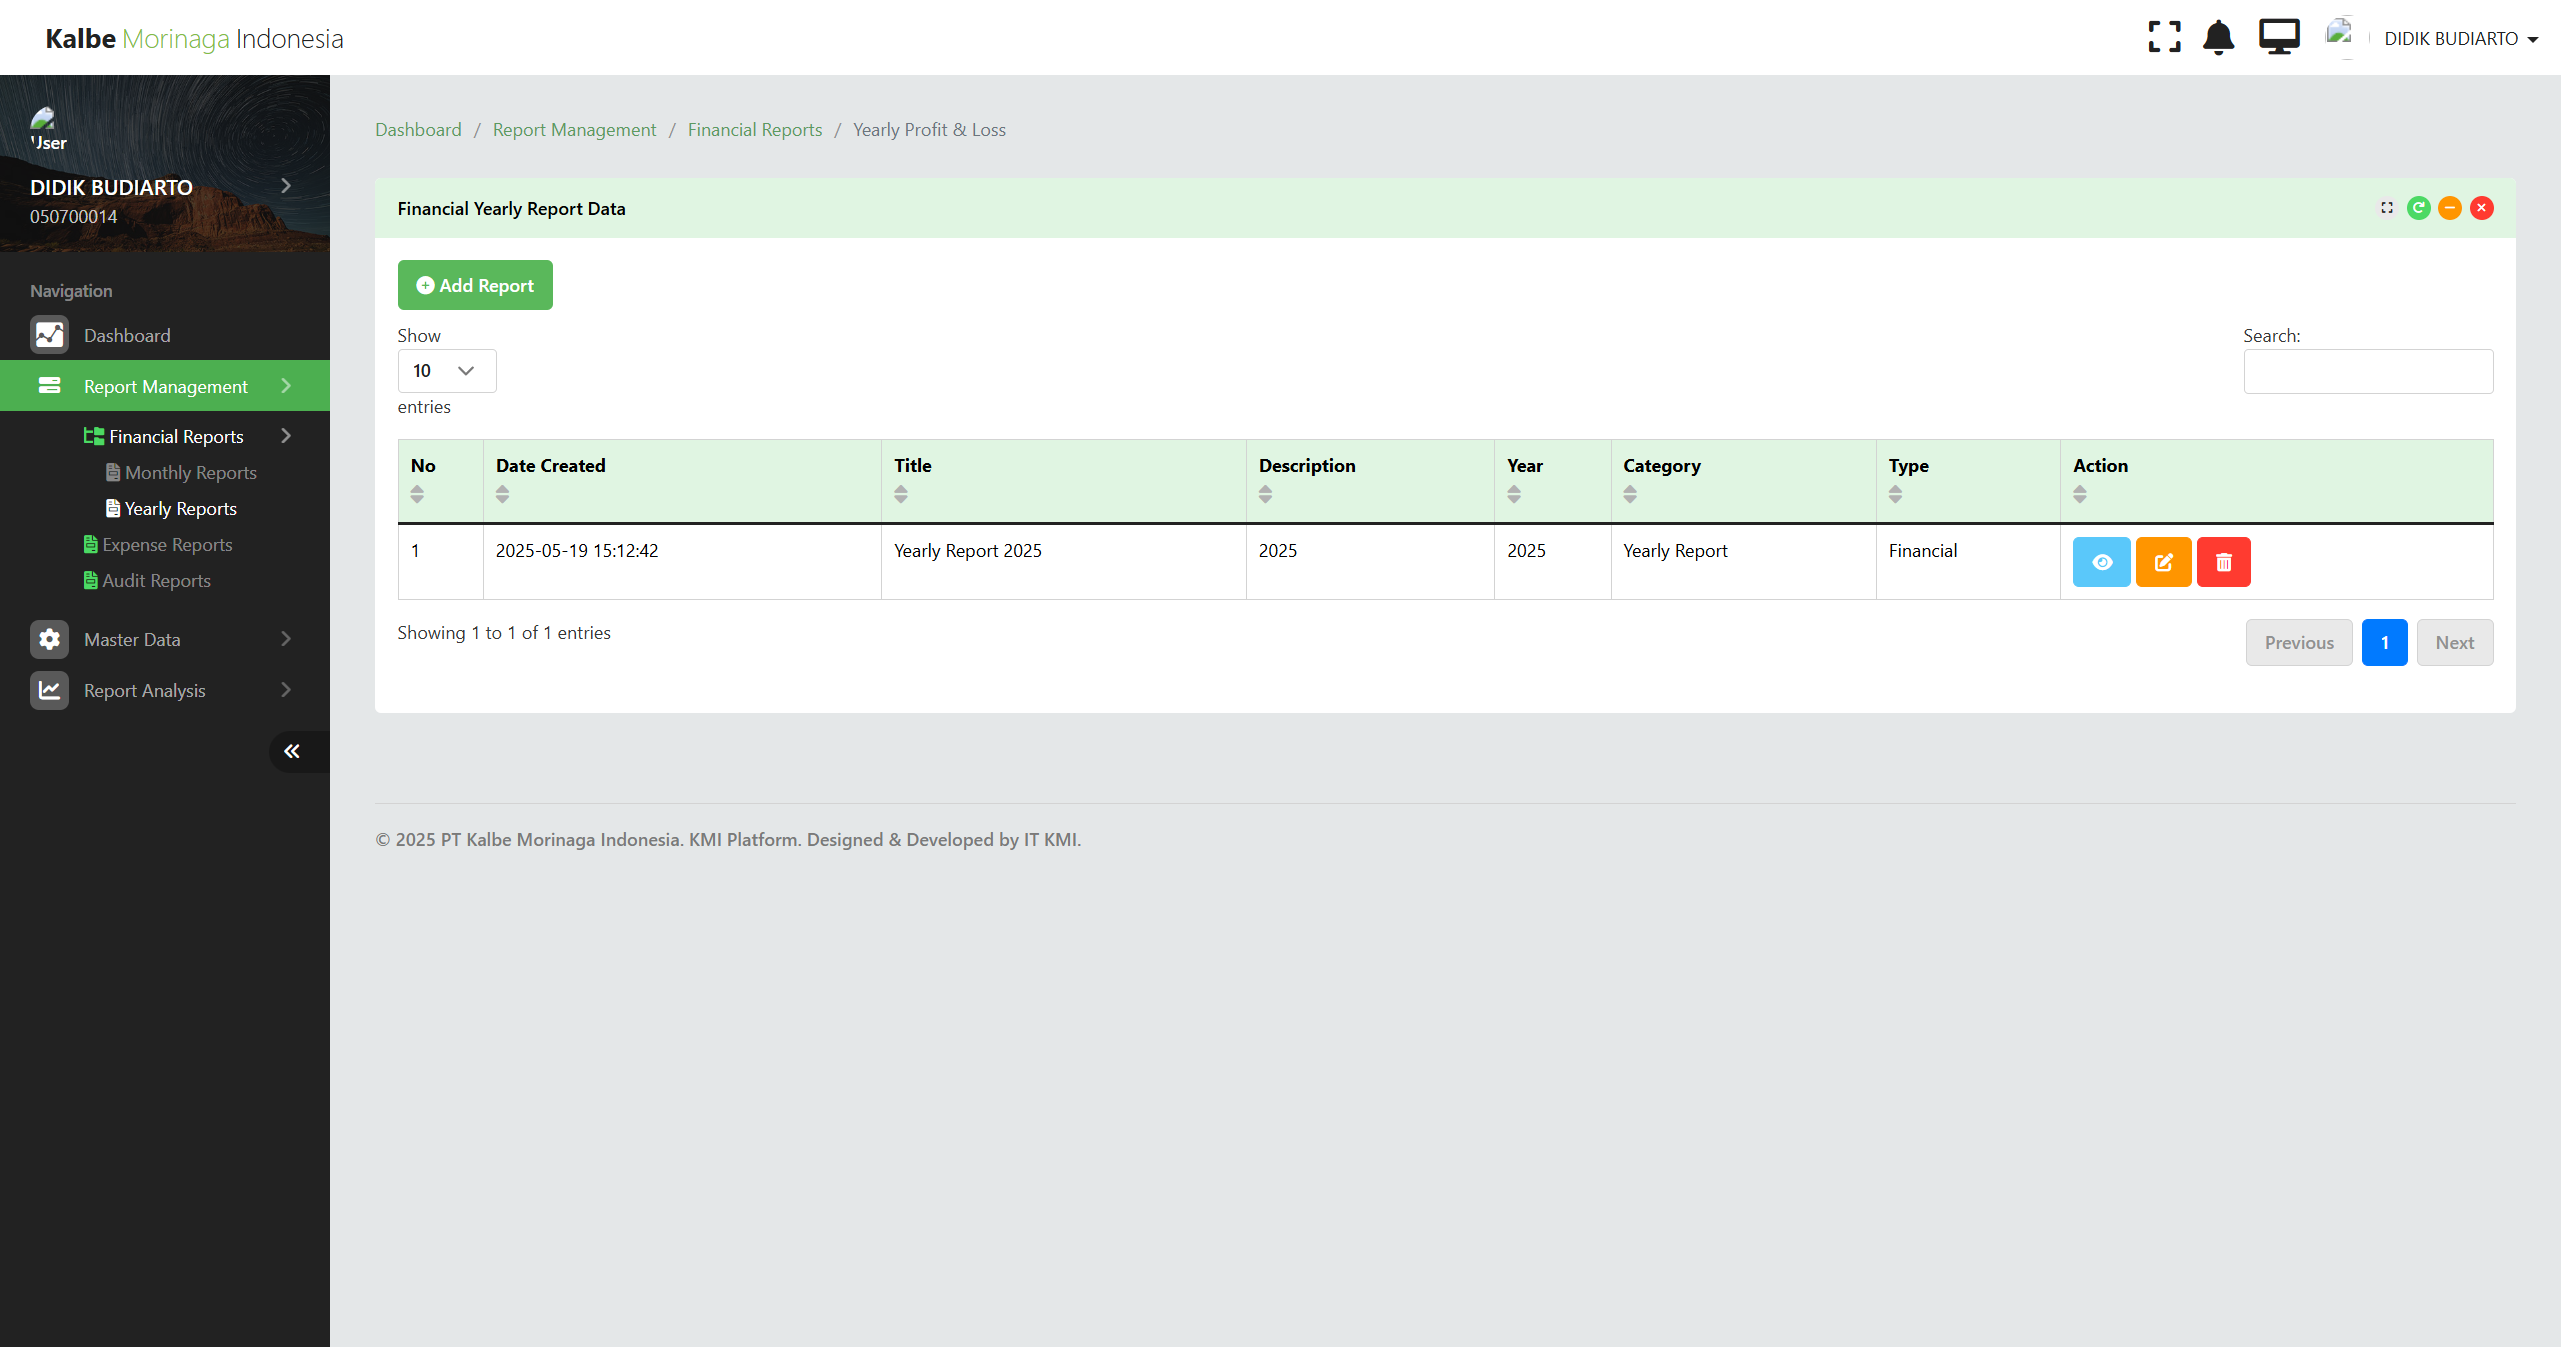 Kalbe Morinaga Indonesia
DIDIK BUDIARTO
User
DIDIK BUDIARTO
050700014
Navigation
Dashboard
Report Management
Financial Reports
Monthly Reports
Yearly Reports
Expense Reports
Audit Reports
Master Data
Report Analysis
Dashboard / Report Management / Financial Reports / Yearly Profit & Loss
Financial Yearly Report Data
Add Report
Show
10
entries
Search:
No Date Created Title Description Year Category Type Action
1 2025-05-19 15:12:42 Yearly Report 2025 2025 2025 Yearly Report Financial
Showing 1 to 1 of 1 entries
Previous 1 Next
© 2025 PT Kalbe Morinaga Indonesia. KMI Platform. Designed & Developed by IT KMI.